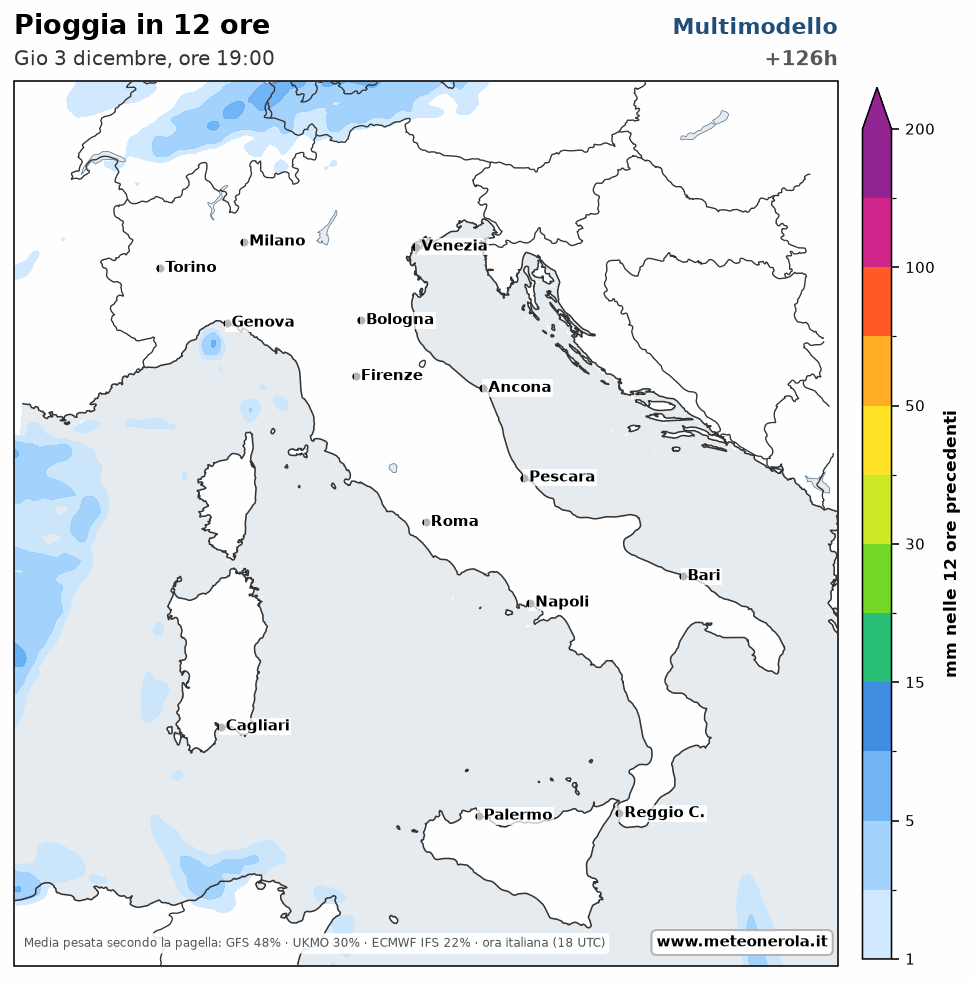 Pioggia in 12 ore
Multimodello
Gio 3 dicembre, ore 19:00
+126h
200
100
50
30
15
5
1
mm nelle 12 ore precedenti
Milano
Venezia
Torino
Genova
Bologna
Firenze
Ancona
Pescara
Roma
Bari
Napoli
Cagliari
Palermo
Reggio C.
Media pesata secondo la pagella: GFS 48% · UKMO 30% · ECMWF IFS 22% · ora italiana (18 UTC)
www.meteonerola.it